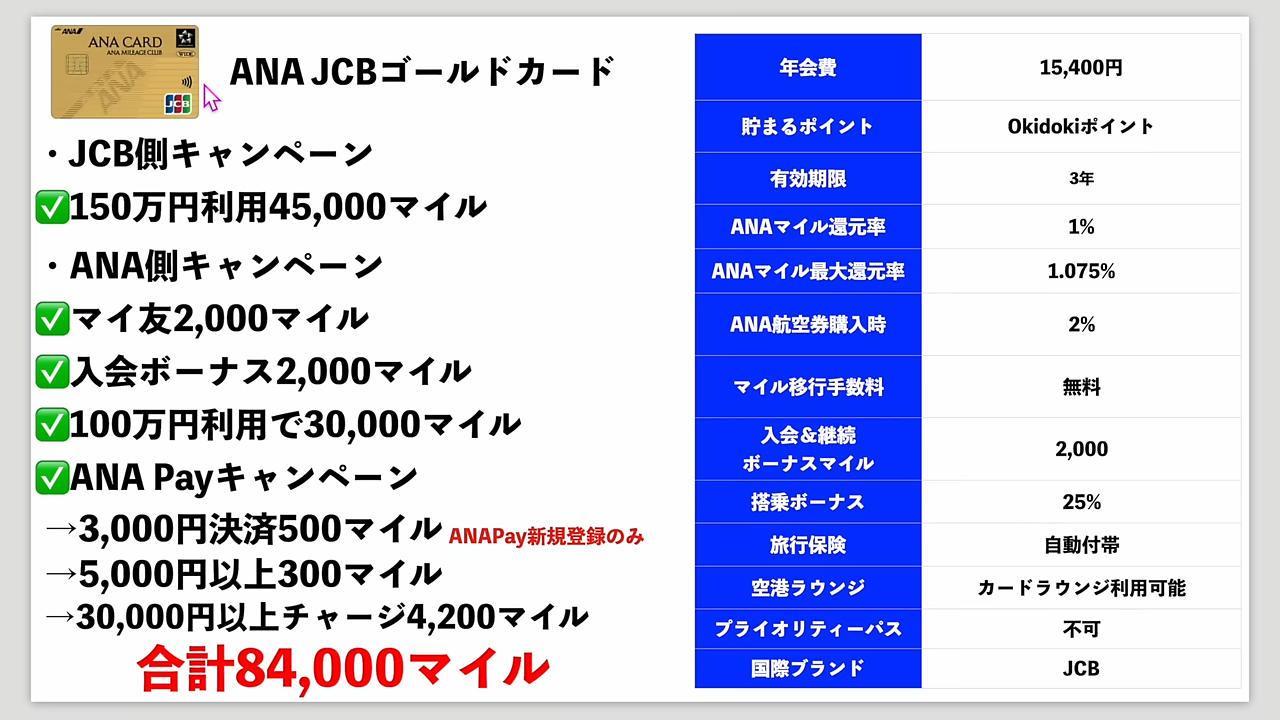 ANA
ANA CARD
ANA MILEAGE CLUB
WIDE
JCB
ANA JCBゴールドカード
・JCB側キャンペーン
✅150万円利用45,000マイル
・ANA側キャンペーン
✅マイ友2,000マイル
✅入会ボーナス2,000マイル
✅100万円利用で30,000マイル
✅ANA Payキャンペーン
→3,000円決済500マイル ANAPay新規登録のみ
→5,000円以上300マイル
→30,000円以上チャージ4,200マイル
合計84,000マイル
年会費 15,400円
貯まるポイント Okidokiポイント
有効期限 3年
ANAマイル還元率 1%
ANAマイル最大還元率 1.075%
ANA航空券購入時 2%
マイル移行手数料 無料
入会&継続
ボーナスマイル 2,000
搭乗ボーナス 25%
旅行保険 自動付帯
空港ラウンジ カードラウンジ利用可能
プライオリティーパス 不可
国際ブランド JCB